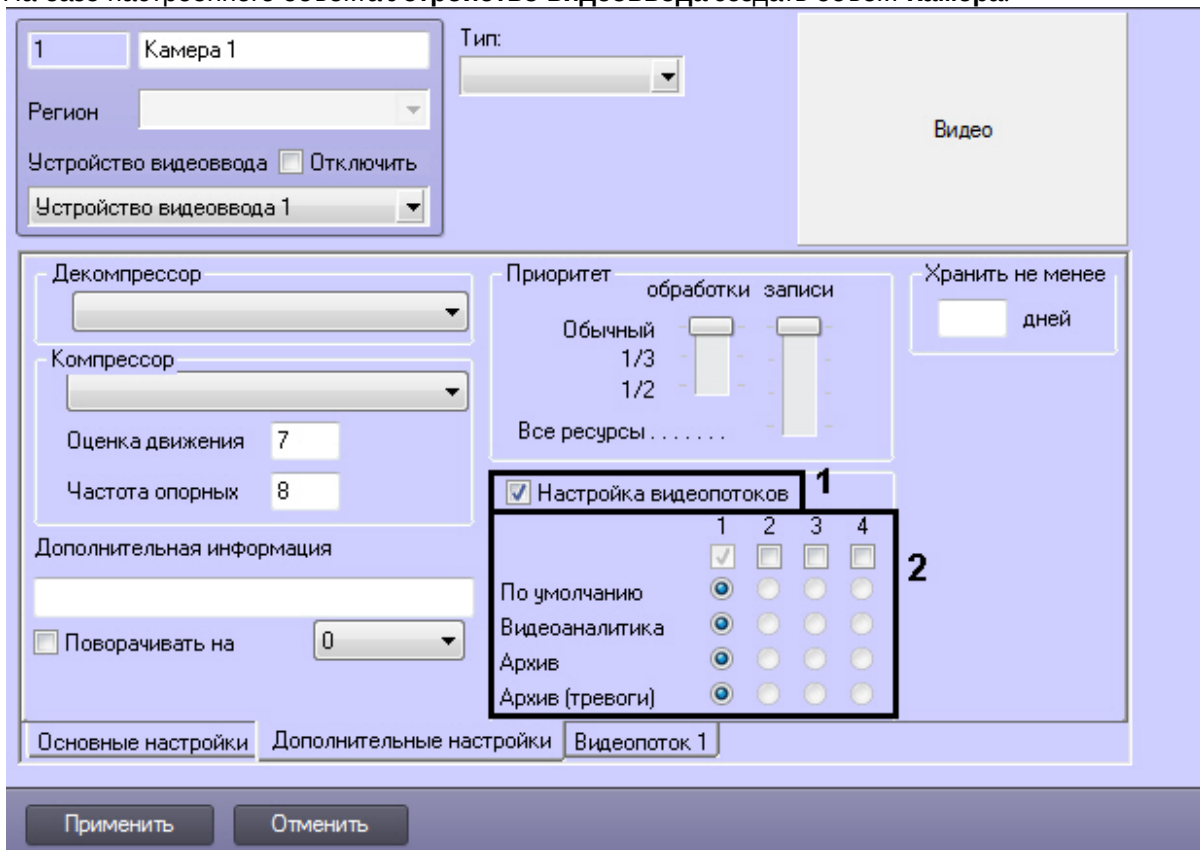 1 Камера 1
Тип:
Регион
Устройство видеоввода Отключить
Устройство видеоввода 1
Видео
Декомпрессор
Компрессор
Оценка движения 7
Частота опорных 8
Дополнительная информация
Поворачивать на 0
Приоритет
обработки записи
Обычный
1/3
1/2
Все ресурсы . . . . . . .
Хранить не менее
дней
Настройка видеопотоков 1
1 2 3 4
2
По умолчанию
Видеоаналитика
Архив
Архив (тревоги)
Основные настройки Дополнительные настройки Видеопоток 1
Применить Отменить